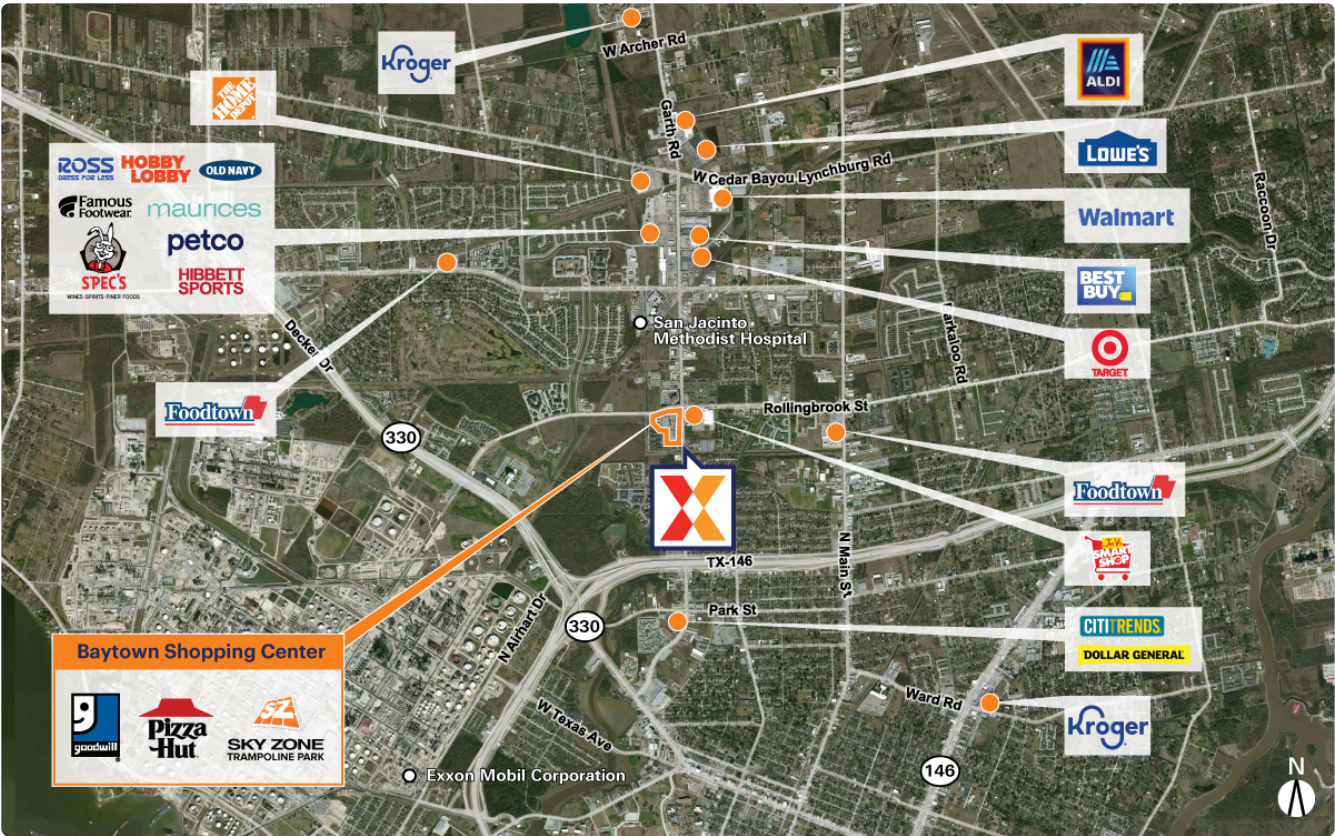 W Archer Rd
Kroger
THE HOME DEPOT
Garth Rd
ALDI
LOWE'S
W Cedar Bayou Lynchburg Rd
Walmart
ROSS
DRESS FOR LESS
HOBBY
LOBBY
OLD NAVY
Famous
Footwear
maurices
petco
SPEC'S
WINES·SPIRITS·FINER FOODS
HIBBETT
SPORTS
Raccoon Dr
BEST
BUY
San Jacinto
Methodist Hospital
Decker Dr
TARGET
Foodtown
330
Rollingbrook St
Foodtown
X
JoeV's
SMART
SHOP
N Main St
TX-146
Park St
330
N Airhart Dr
CITITRENDS
DOLLAR GENERAL
Baytown Shopping Center
goodwill
Pizza
Hut
SZ
SKY ZONE
TRAMPOLINE PARK
W Texas Ave
Ward Rd
Kroger
Exxon Mobil Corporation
146
N